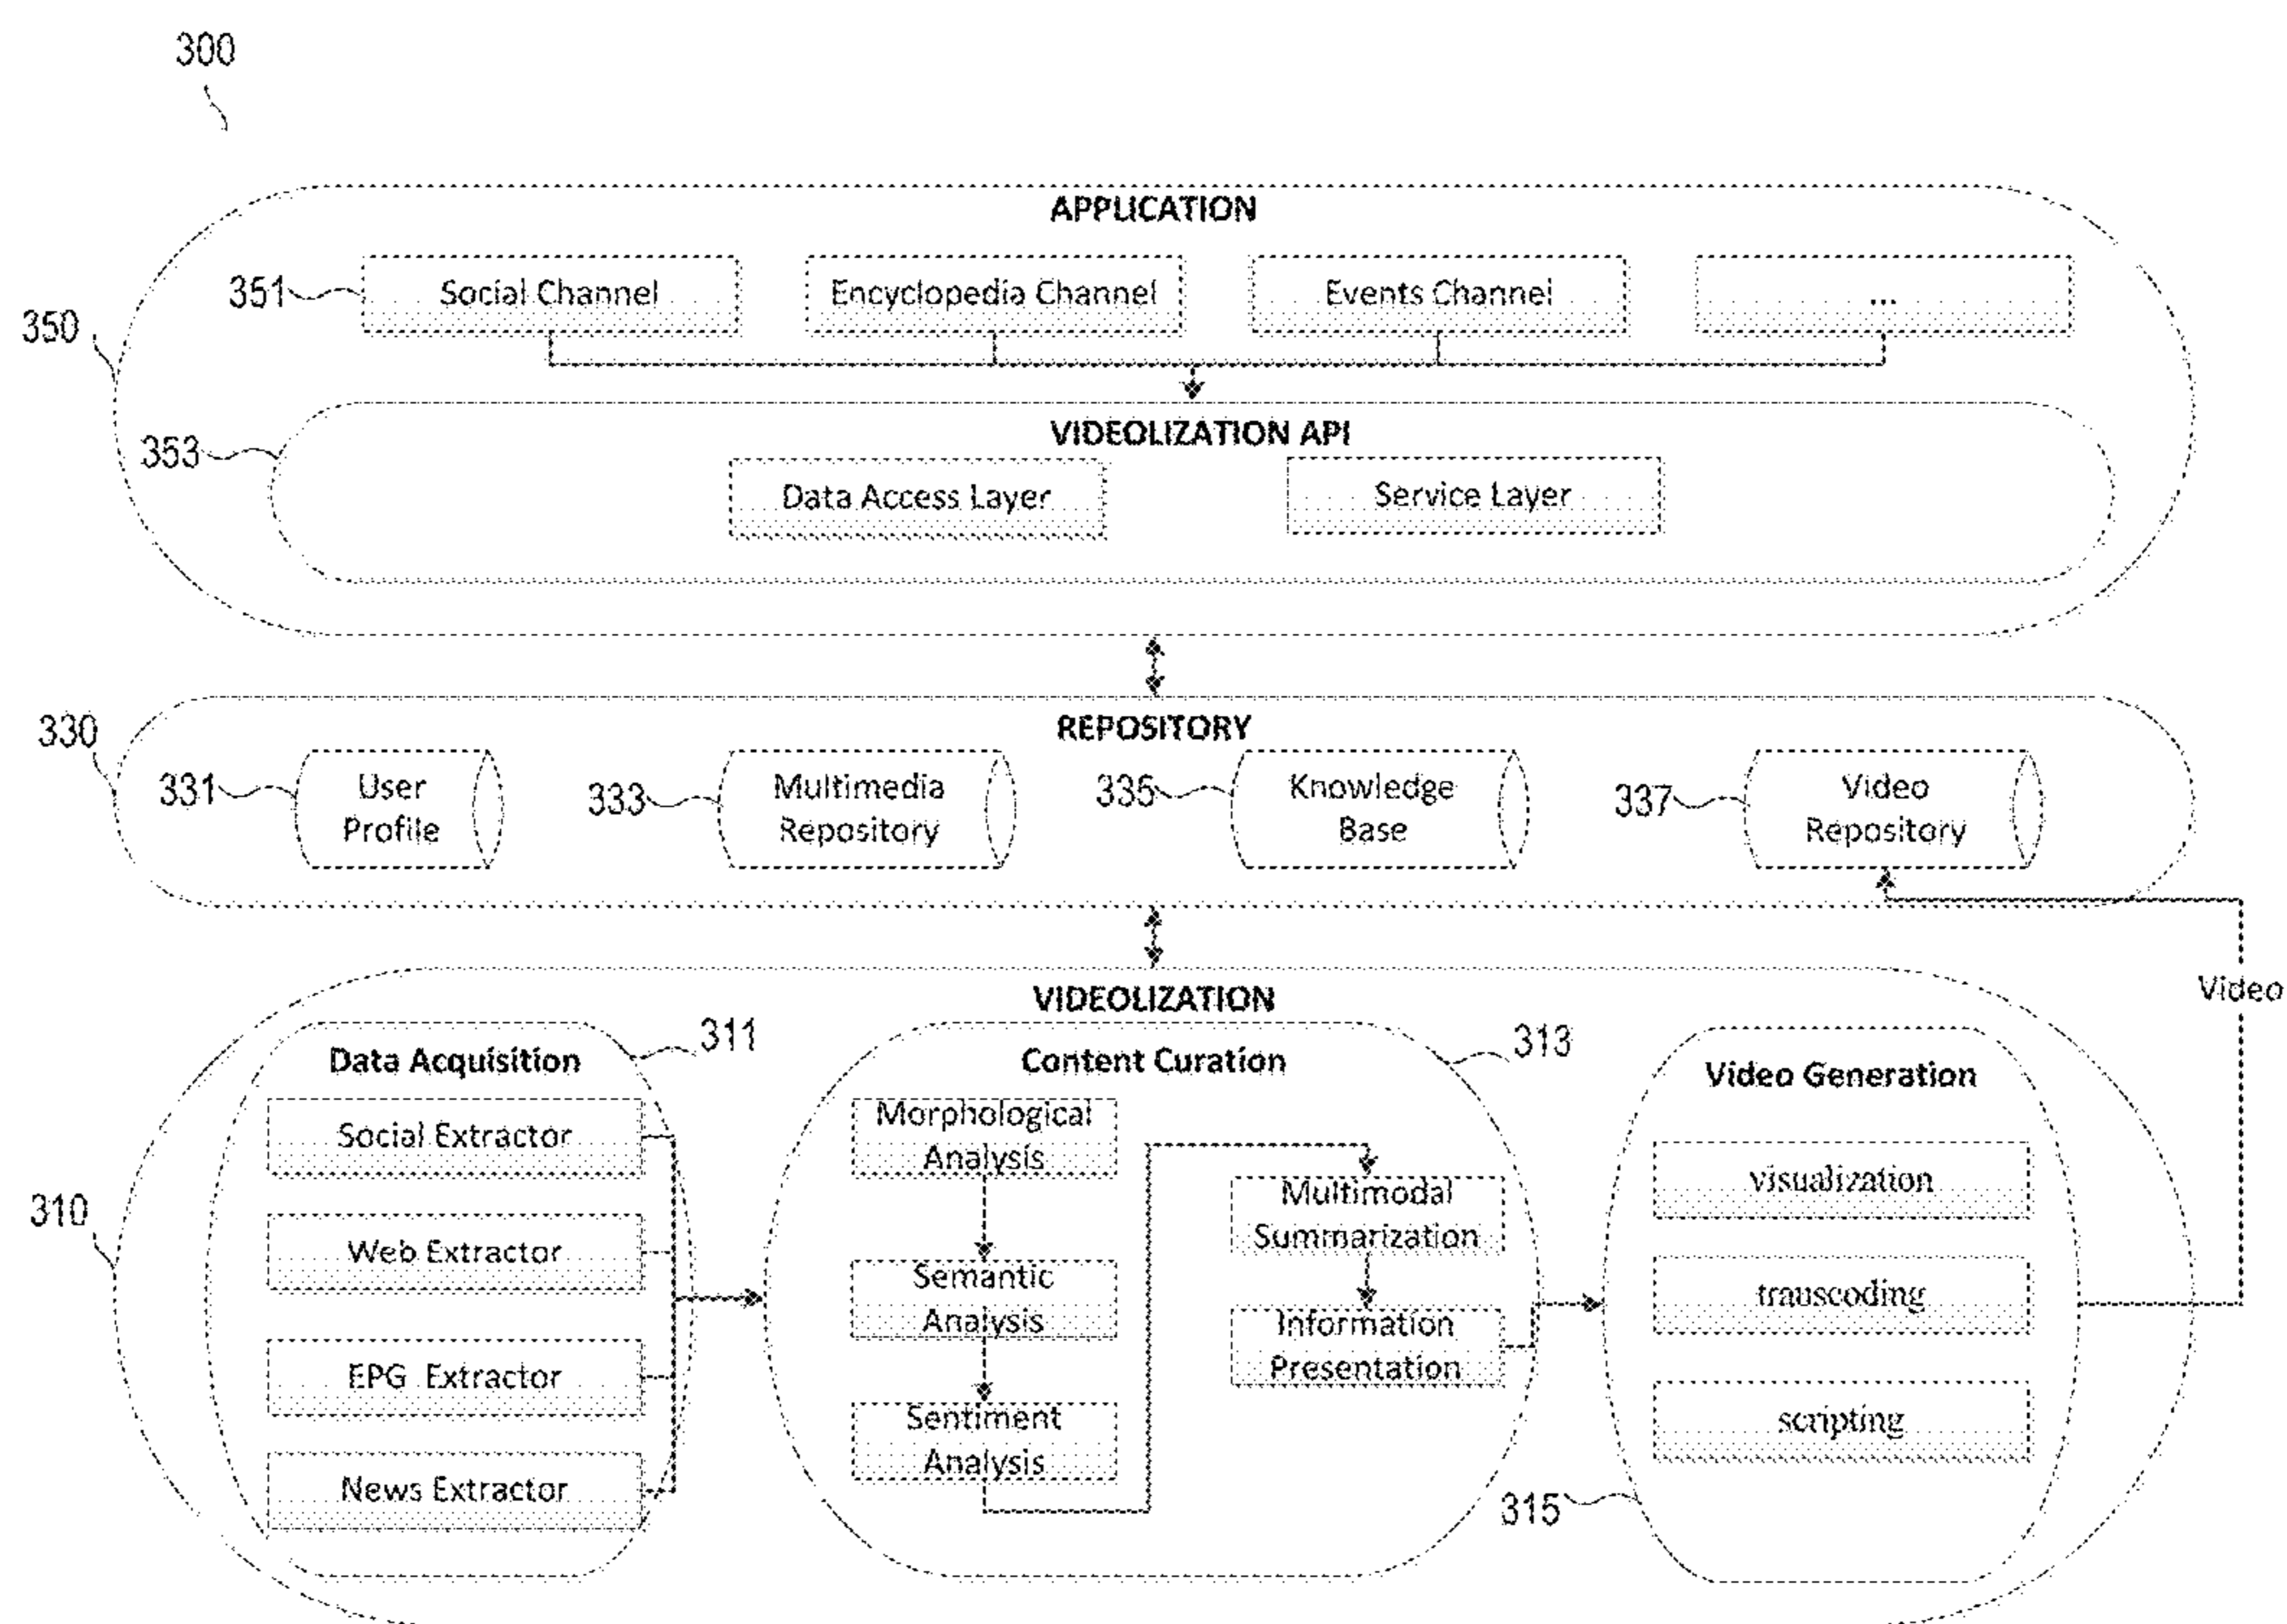 300
APPLICATION
351
Social Channel
Encyclopedia Channel
Events Channel
...
350
353
VIDEOLIZATION API
Data Access Layer
Service Layer
330
REPOSITORY
331
User
Profile
333
Multimedia
Repository
335
Knowledge
Base
337
Video
Repository
VIDEOLIZATION
Video
310
311
Data Acquisition
Social Extractor
Web Extractor
EPG Extractor
News Extractor
313
Content Curation
Morphological
Analysis
Semantic
Analysis
Sentiment
Analysis
Multimodal
Summarization
Information
Presentation
Video Generation
visualization
transcoding
scripting
315